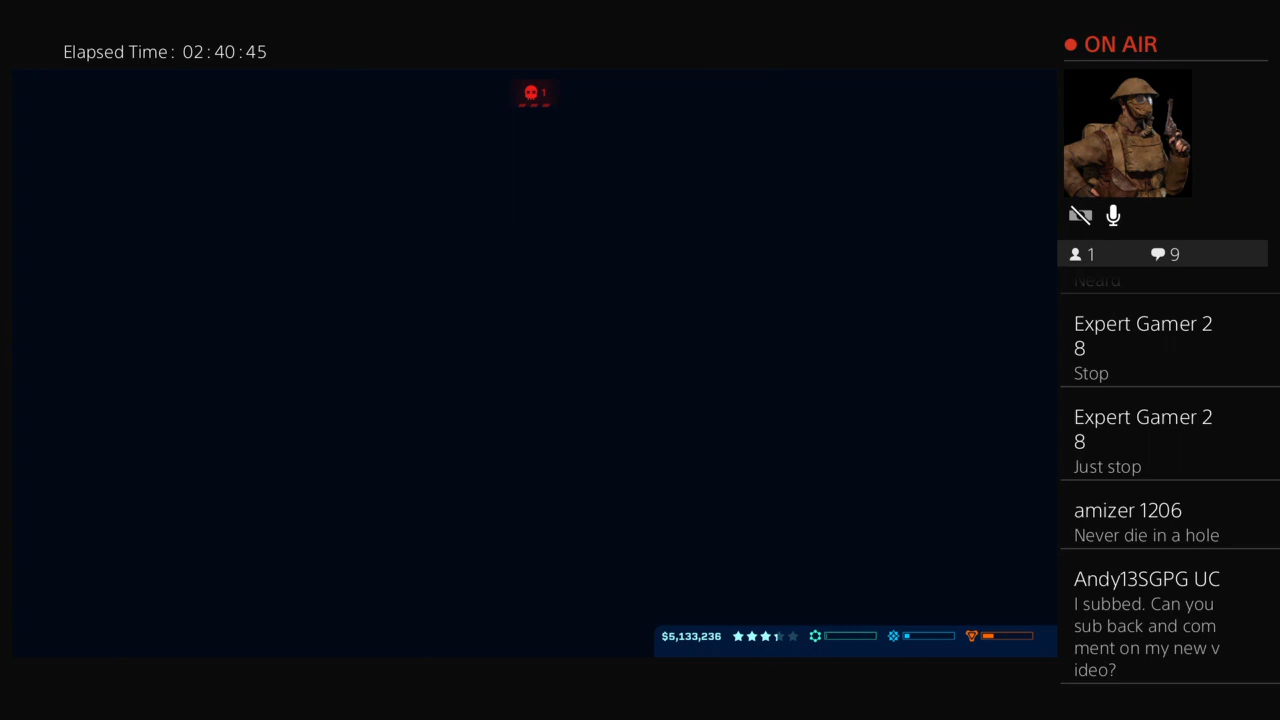 Elapsed Time: 02:40:45
ON AIR
1
1 9
Neard
Expert Gamer 2
8
Stop
Expert Gamer 2
8
Just stop
amizer 1206
Never die in a hole
Andy13SGPG UC
I subbed. Can you
sub back and com
ment on my new v
ideo?
$5,133,236